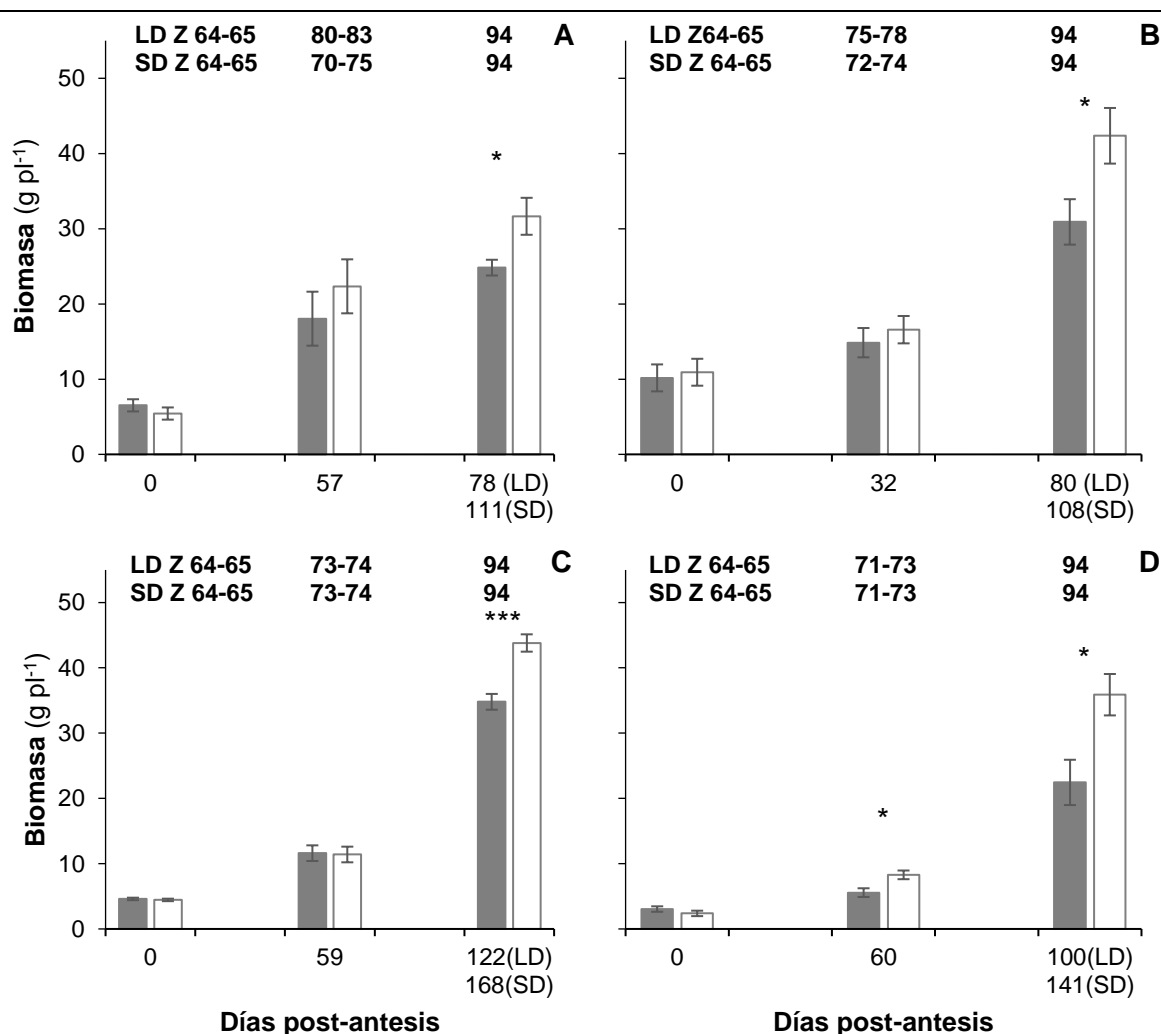 LD Z 64-65 80-83 94 A
SD Z 64-65 70-75 94
50
40
30
20
10
0
Biomasa (g pl-1)
*
0 57 78 (LD)
111(SD)
LD Z64-65 75-78 94 B
SD Z 64-65 72-74 94
*
0 32 80 (LD)
108(SD)
LD Z 64-65 73-74 94 C
SD Z 64-65 73-74 94
50
40
30
20
10
0
Biomasa (g pl-1)
***
0 59 122(LD)
168(SD)
Días post-antesis
LD Z 64-65 71-73 94 D
SD Z 64-65 71-73 94
*
*
0 60 100(LD)
141(SD)
Días post-antesis